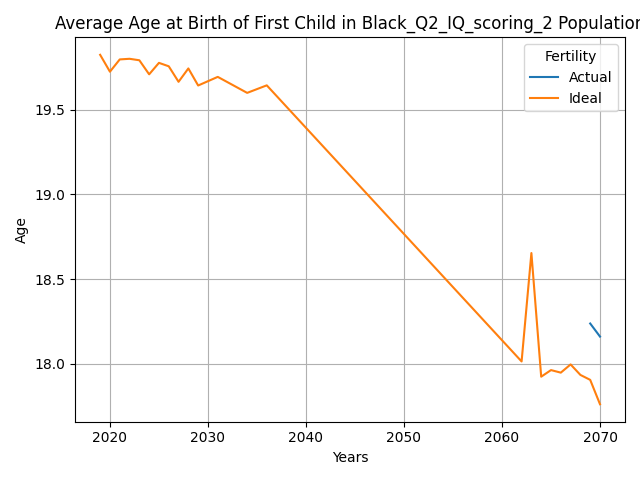 Average Age at Birth of First Child in Black_Q2_IQ_scoring_2 Population
Fertility
Actual
Ideal
19.5
19.0
18.5
18.0
Age
2020 2030 2040 2050 2060 2070
Years